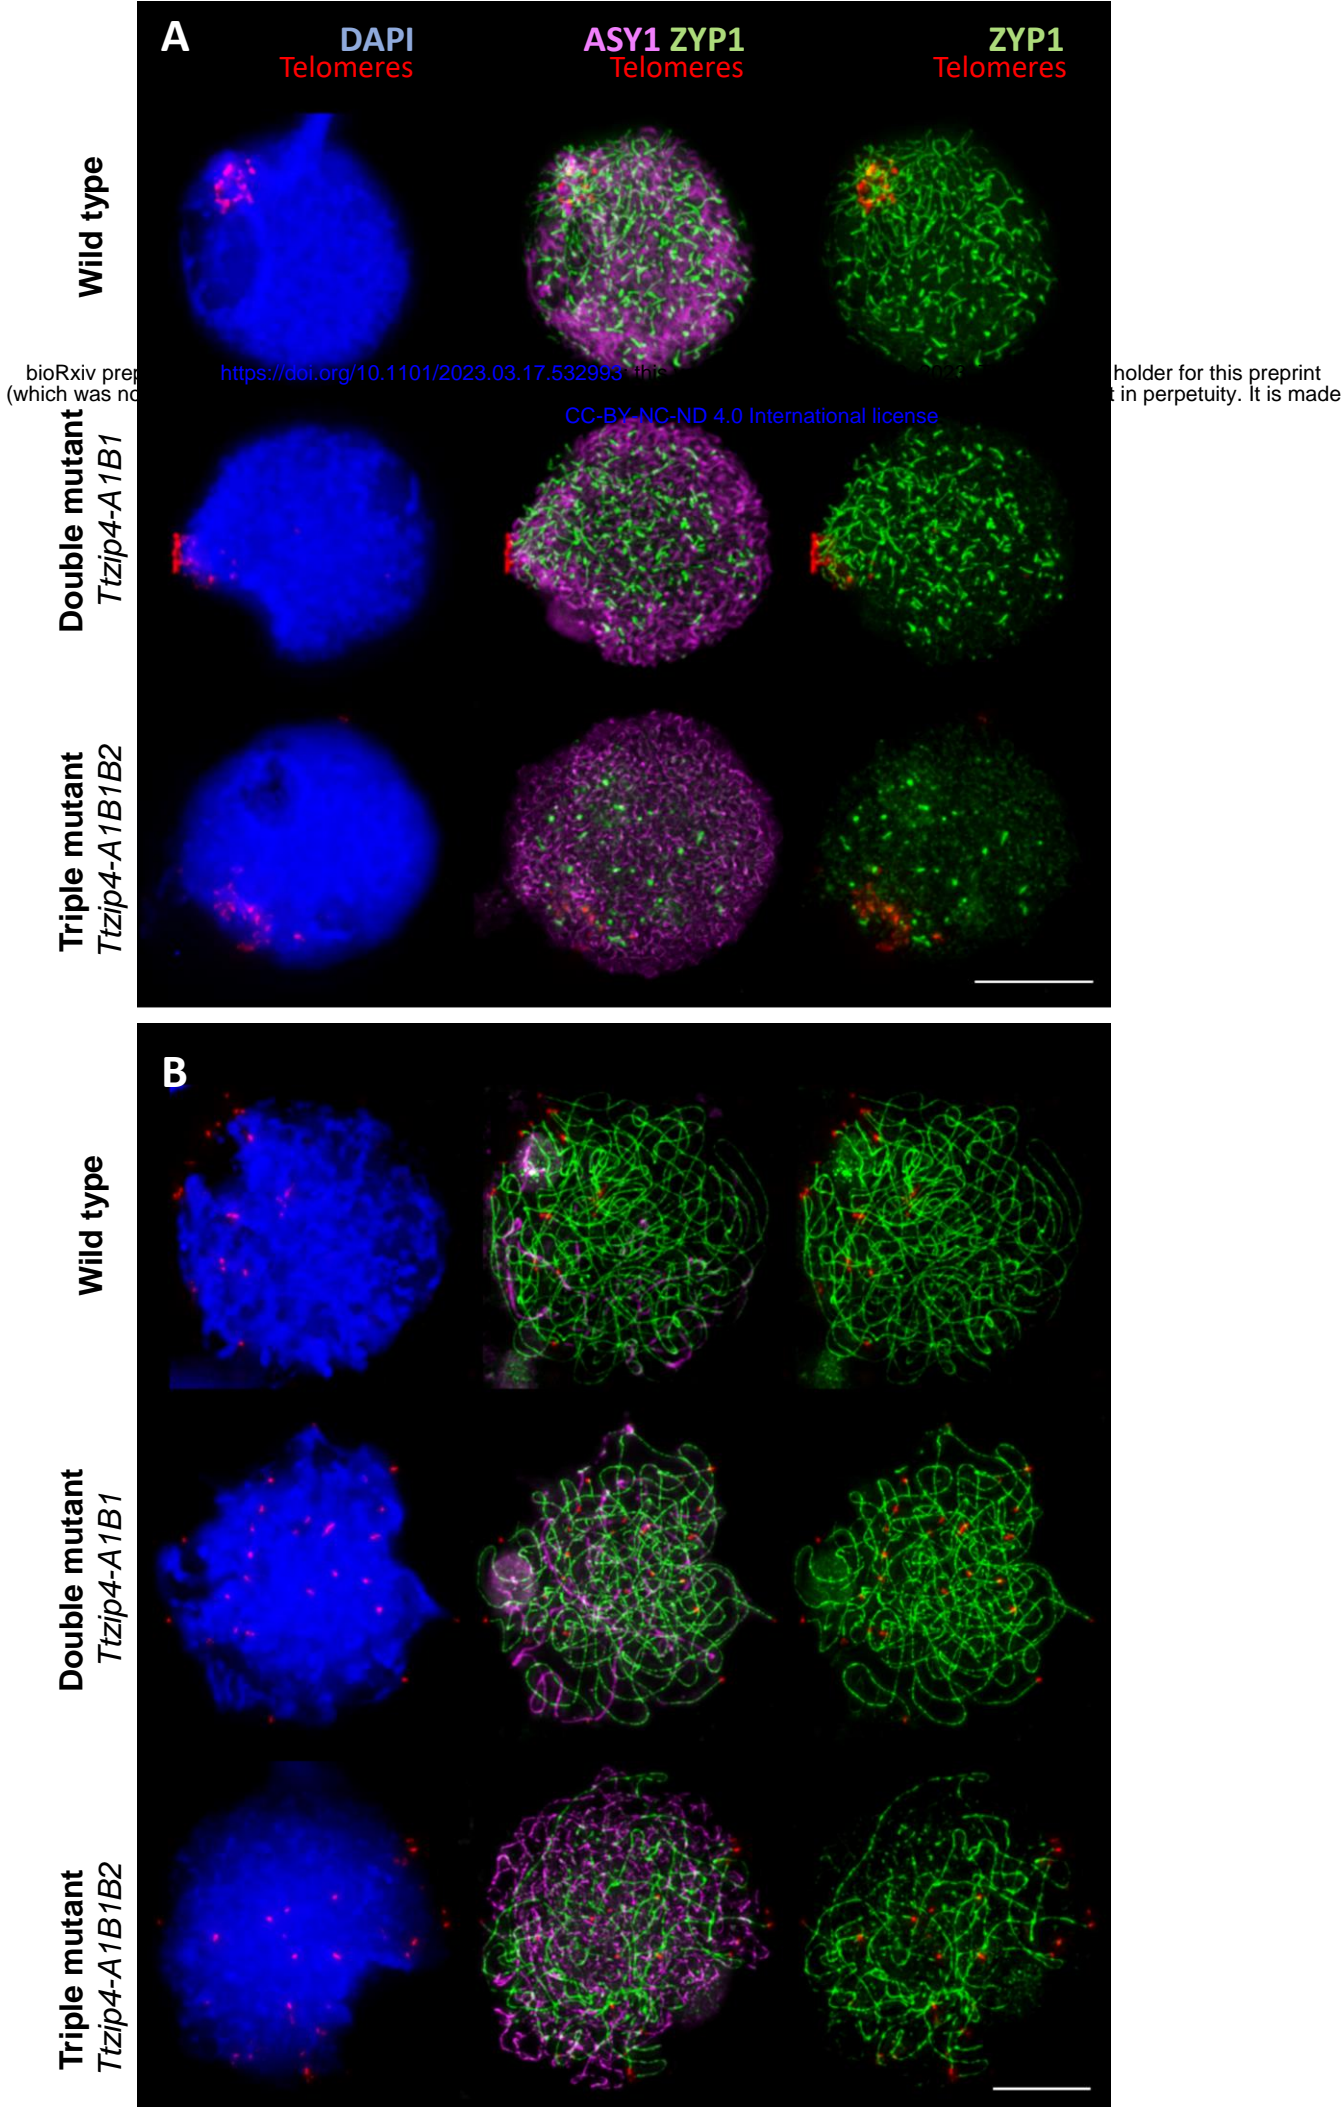 A
DAPI
Telomeres
ASY1 ZYP1
Telomeres
ZYP1
Telomeres
Wild type
bioRxiv prep
https://doi.org/10.1101/2023.03.17.532993
this
holder for this preprint
(which was no
t in perpetuity. It is made
CC-BY-NC-ND 4.0 International license
Double mutant
Ttzip4-A1B1
Triple mutant
Ttzip4-A1B1B2
B
Wild type
Double mutant
Ttzip4-A1B1
Triple mutant
Ttzip4-A1B1B2